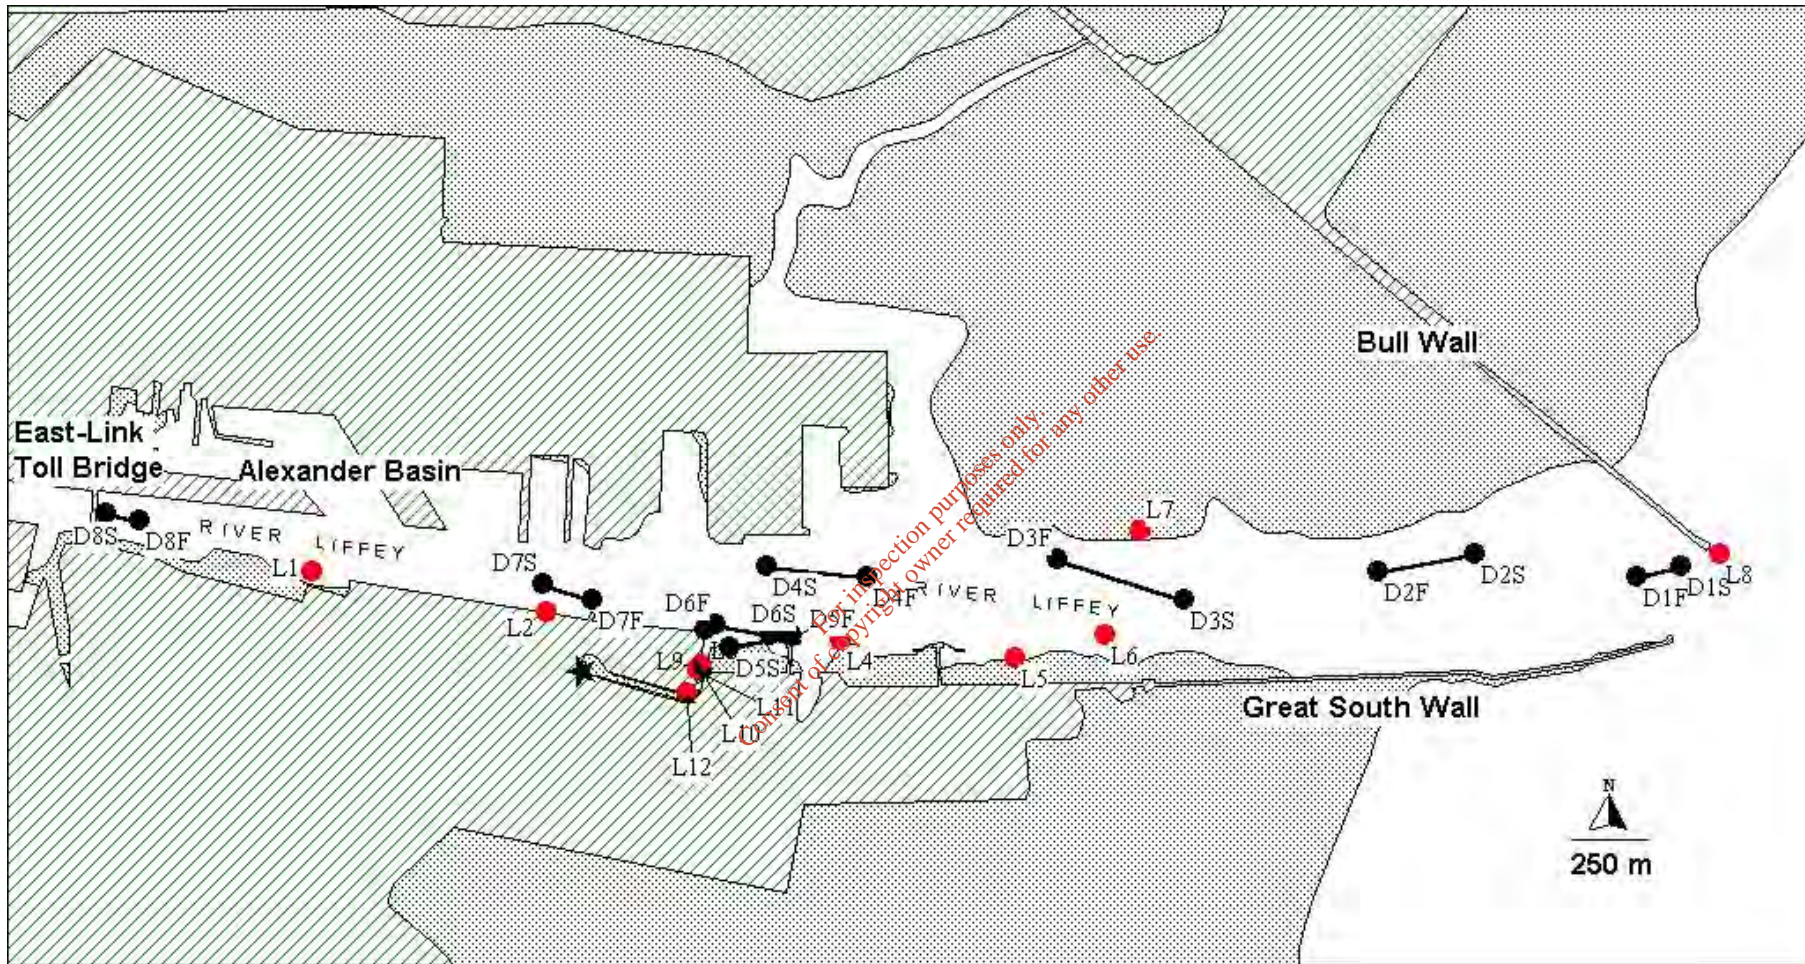 Bull Wall
East-Link
Toll Bridge
Alexander Basin
For inspection purposes only.
Consent of copyright owner required for any other use.
RIVER LIFFEY
D8S
D8F
L1
D7S
D7F
L2
D4S
D4F
RIVER LIFFEY
D3F
L7
D3S
D2F
D2S
D1F
D1S
L8
D6F
D6S
D5F
L9
L
D5S
L4
L5
L6
L11
L10
L12
Great South Wall
N
250 m